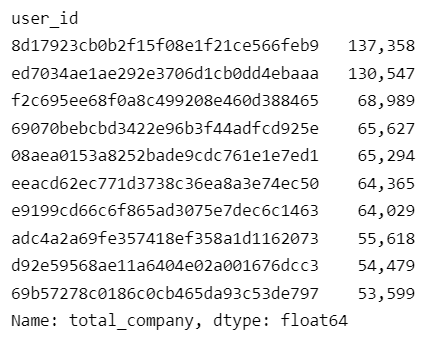 user_id
8d17923cb0b2f15f08e1f21ce566feb9 137,358
ed7034ae1ae292e3706d1cb0dd4ebaaa 130,547
f2c695ee68f0a8c499208e460d388465 68,989
69070bebcbd3422e96b3f44adfcd925e 65,627
08aea0153a8252bade9cdc761e1e7ed1 65,294
eeacd62ec771d3738c36ea8a3e74ec50 64,365
e9199cd66c6f865ad3075e7dec6c1463 64,029
adc4a2a69fe357418ef358a1d1162073 55,618
d92e59568ae11a6404e02a001676dcc3 54,479
69b57278c0186c0cb465da93c53de797 53,599
Name: total_company, dtype: float64